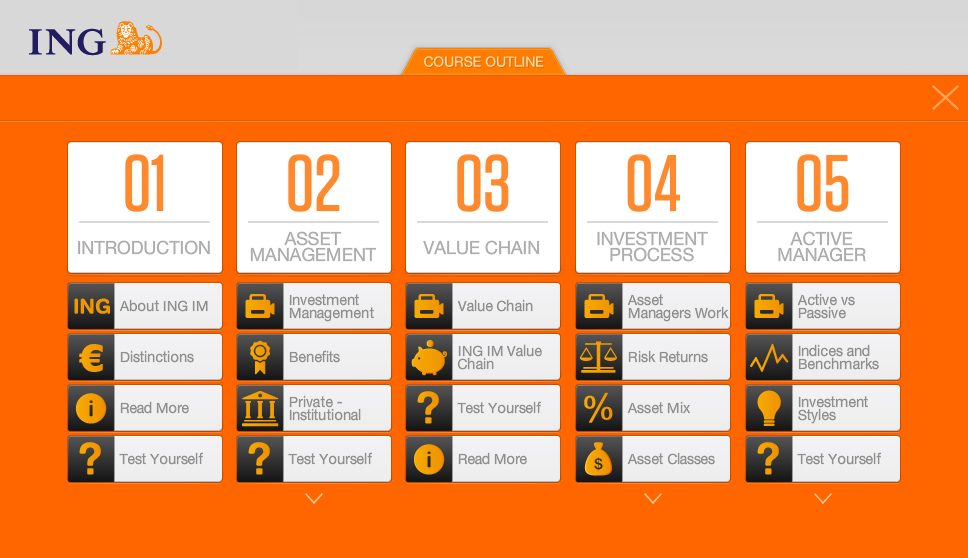 ING
COURSE OUTLINE
01
INTRODUCTION
ING
About ING IM
€
Distinctions
i
Read More
?
Test Yourself
02
ASSET
MANAGEMENT
Investment
Management
Benefits
Private -
Institutional
?
Test Yourself
03
VALUE CHAIN
Value Chain
ING IM Value
Chain
?
Test Yourself
i
Read More
04
INVESTMENT
PROCESS
Asset
Managers Work
Risk Returns
%
Asset Mix
$
Asset Classes
05
ACTIVE
MANAGER
Active vs
Passive
Indices and
Benchmarks
Investment
Styles
?
Test Yourself